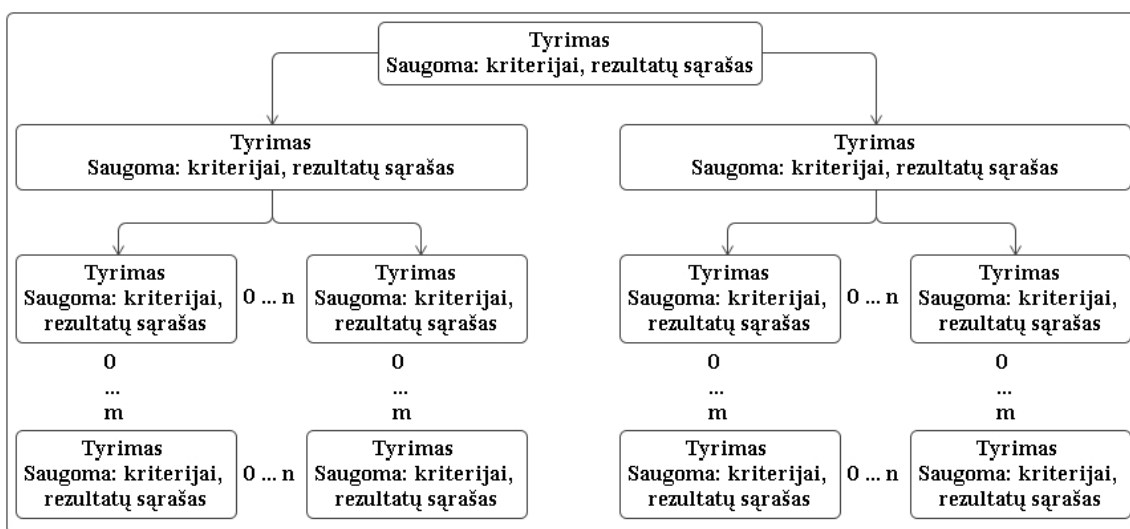 Tyrimas
Saugoma: kriterijai, rezultatų sąrašas
Tyrimas
Saugoma: kriterijai, rezultatų sąrašas
Tyrimas
Saugoma: kriterijai, rezultatų sąrašas
Tyrimas
Saugoma: kriterijai,
rezultatų sąrašas
0 ... n
Tyrimas
Saugoma: kriterijai,
rezultatų sąrašas
Tyrimas
Saugoma: kriterijai,
rezultatų sąrašas
0 ... n
Tyrimas
Saugoma: kriterijai,
rezultatų sąrašas
0
...
m
0
...
m
0
...
m
0
...
m
Tyrimas
Saugoma: kriterijai,
rezultatų sąrašas
0 ... n
Tyrimas
Saugoma: kriterijai,
rezultatų sąrašas
Tyrimas
Saugoma: kriterijai,
rezultatų sąrašas
0 ... n
Tyrimas
Saugoma: kriterijai,
rezultatų sąrašas